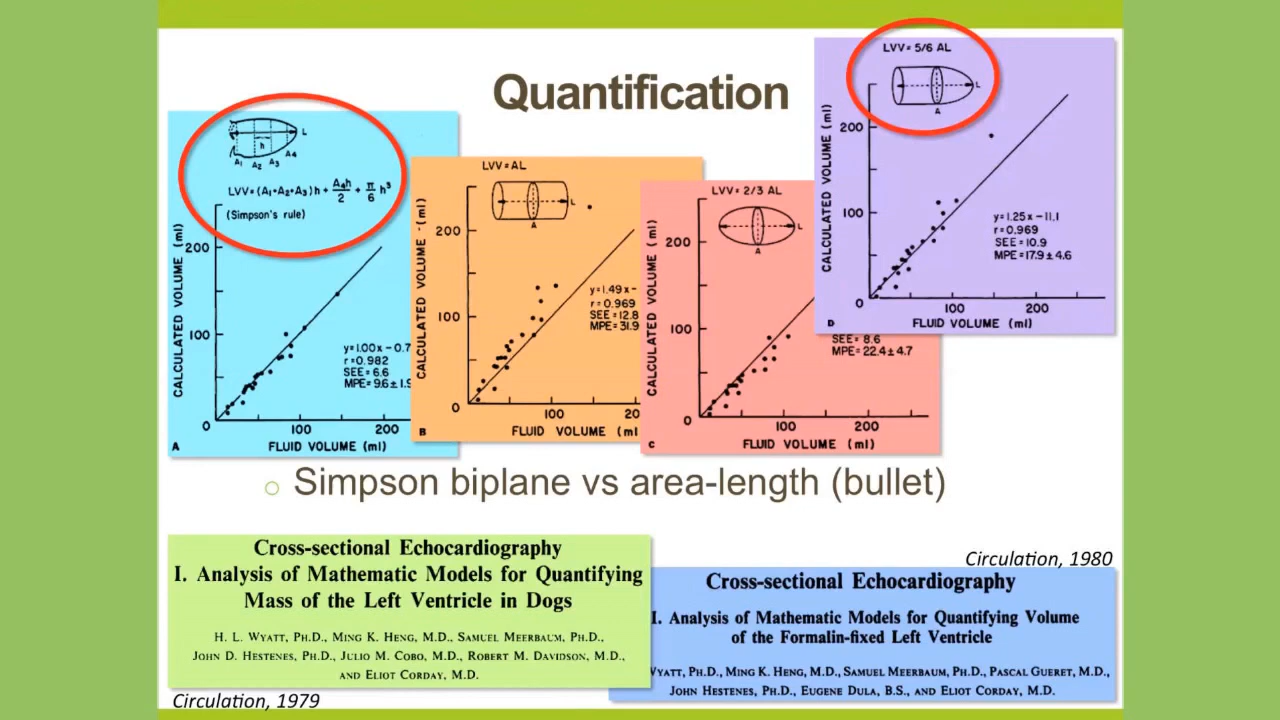 Quantification
L
h
A1 A2 A3 A4
LVV=(A1+A2+A3)h + A4h/2 + π/6 h³
(Simpson's rule)
CALCULATED VOLUME (ml)
200
100
0
y=1.00x-0.7
r=0.982
SEE=6.6
MPE=9.6±1.9
100 200
A
FLUID VOLUME (ml)
LVV=AL
L
A
CALCULATED VOLUME (ml)
200
100
0
y=1.49x-
r=0.969
SEE=12.8
MPE=31.9
100 20
B
FLUID VOLUME (ml
LVV= 2/3 AL
L
A
CALCULATED VOLUME (ml)
200
100
0
SEE= 8.6
MPE=22.4±4.7
100 200
C
FLUID VOLUME (ml)
LVV= 5/6 AL
L
A
CALCULATED VOLUME (ml)
200
100
0
y=1.25x-11.1
r=0.969
SEE=10.9
MPE=17.9±4.6
100 200
D
FLUID VOLUME (ml)
Simpson biplane vs area-length (bullet)
Cross-sectional Echocardiography
I. Analysis of Mathematic Models for Quantifying
Mass of the Left Ventricle in Dogs
H. L. WYATT, PH.D., MING K. HENG, M.D., SAMUEL MEERBAUM, PH.D.,
JOHN D. HESTENES, PH.D., JULIO M. COBO, M.D., ROBERT M. DAVIDSON, M.D.,
AND ELIOT CORDAY, M.D.
Circulation, 1979
Circulation, 1980
Cross-sectional Echocardiography
I. Analysis of Mathematic Models for Quantifying Volume
of the Formalin-fixed Left Ventricle
WYATT, PH.D., MING K. HENG, M.D., SAMUEL MEERBAUM, PH.D., PASCAL GUERET, M.D.,
JOHN HESTENES, PH.D., EUGENE DULA, B.S., AND ELIOT CORDAY, M.D.